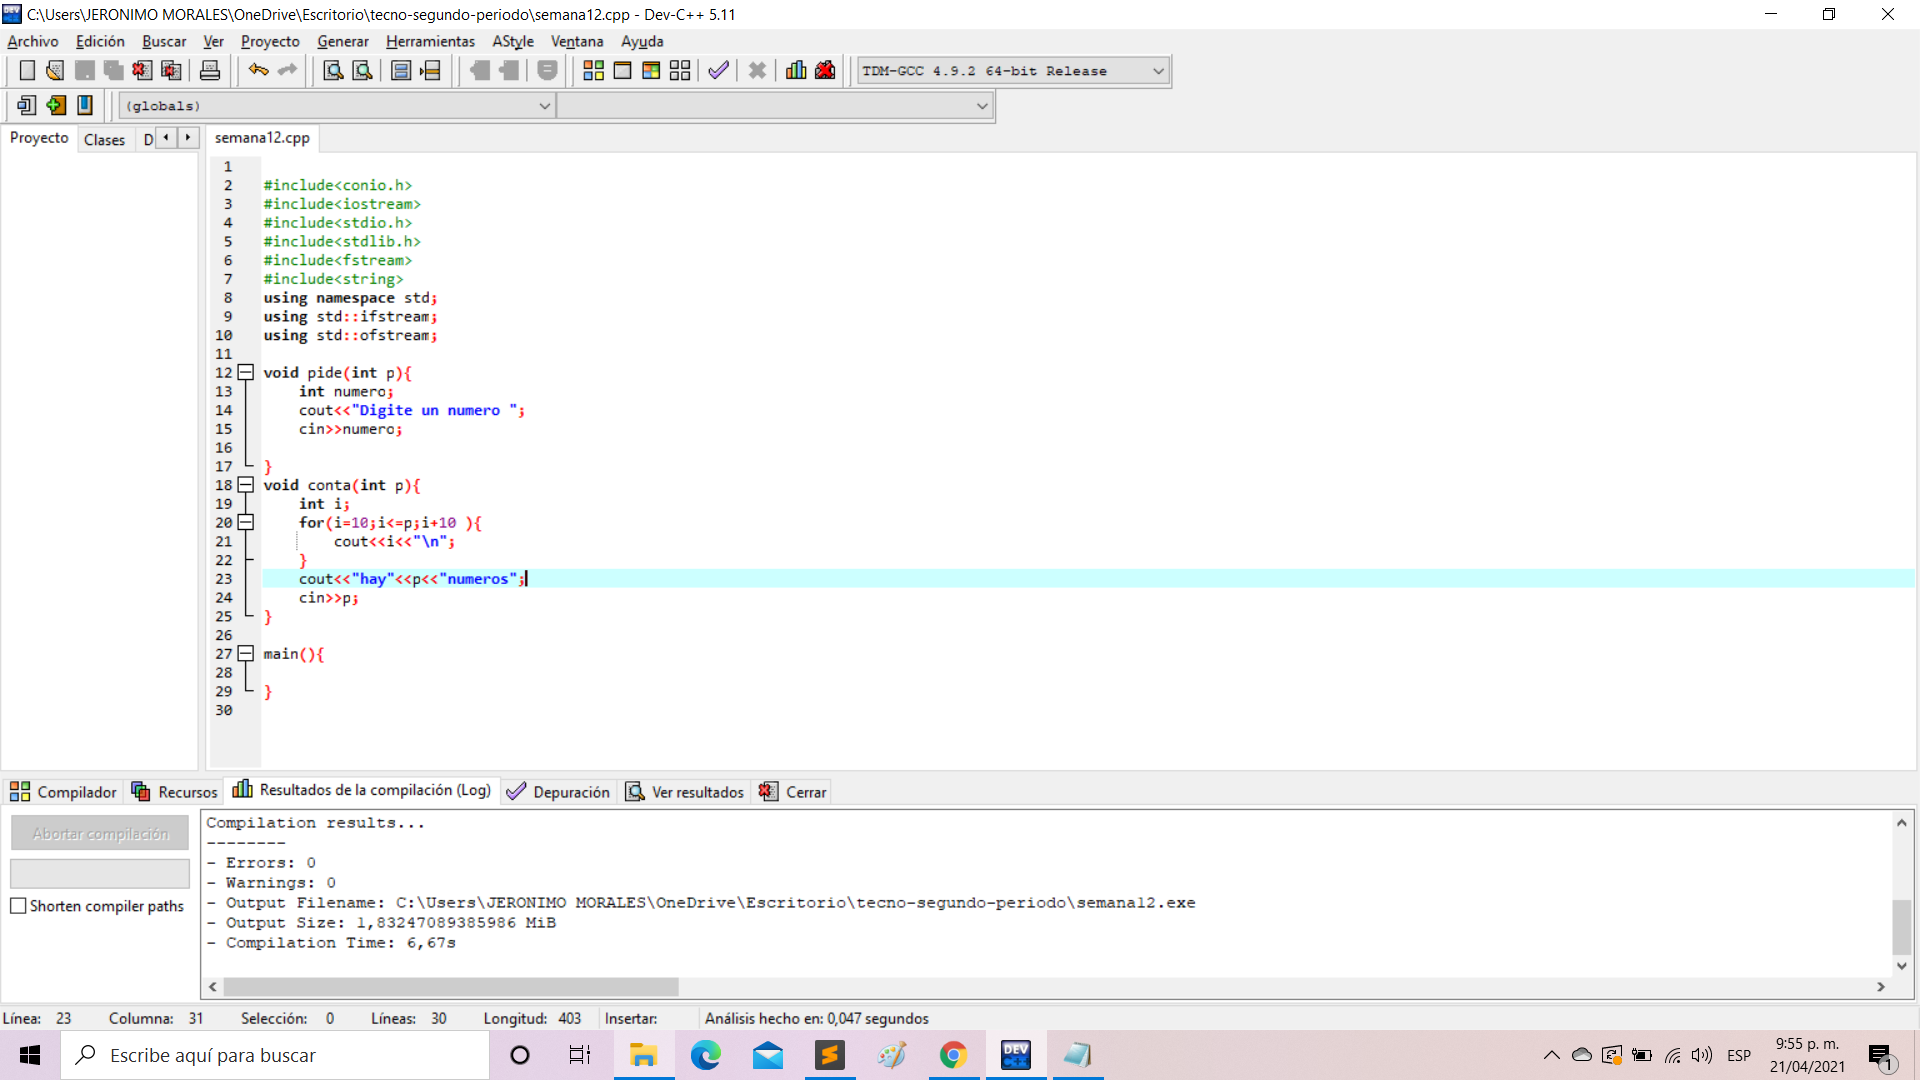 C:\Users\JERONIMO MORALES\OneDrive\Escritorio\tecno-segundo-periodo\semana12.cpp - Dev-C++ 5.11
Archivo Edición Buscar Ver Proyecto Generar Herramientas AStyle Ventana Ayuda
TDM-GCC 4.9.2 64-bit Release
(globals)
Proyecto Clases D
semana12.cpp
1
2 #include<conio.h>
3 #include<iostream>
4 #include<stdio.h>
5 #include<stdlib.h>
6 #include<fstream>
7 #include<string>
8 using namespace std;
9 using std::ifstream;
10 using std::ofstream;
11
12 void pide(int p){
13 int numero;
14 cout<<"Digite un numero ";
15 cin>>numero;
16
17 }
18 void conta(int p){
19 int i;
20 for(i=10;i<=p;i+10 ){
21 cout<<i<<"\n";
22 }
23 cout<<"hay"<<p<<"numeros";
24 cin>>p;
25 }
26
27 main(){
28
29 }
30
Compilador Recursos Resultados de la compilación (Log) Depuración Ver resultados Cerrar
Abortar compilación
Shorten compiler paths
Compilation results...
--------
- Errors: 0
- Warnings: 0
- Output Filename: C:\Users\JERONIMO MORALES\OneDrive\Escritorio\tecno-segundo-periodo\semana12.exe
- Output Size: 1,83247089385986 MiB
- Compilation Time: 6,67s
Línea: 23 Columna: 31 Selección: 0 Líneas: 30 Longitud: 403 Insertar: Análisis hecho en: 0,047 segundos
Escribe aquí para buscar
DEV C++
ESP
9:55 p. m.
21/04/2021
1